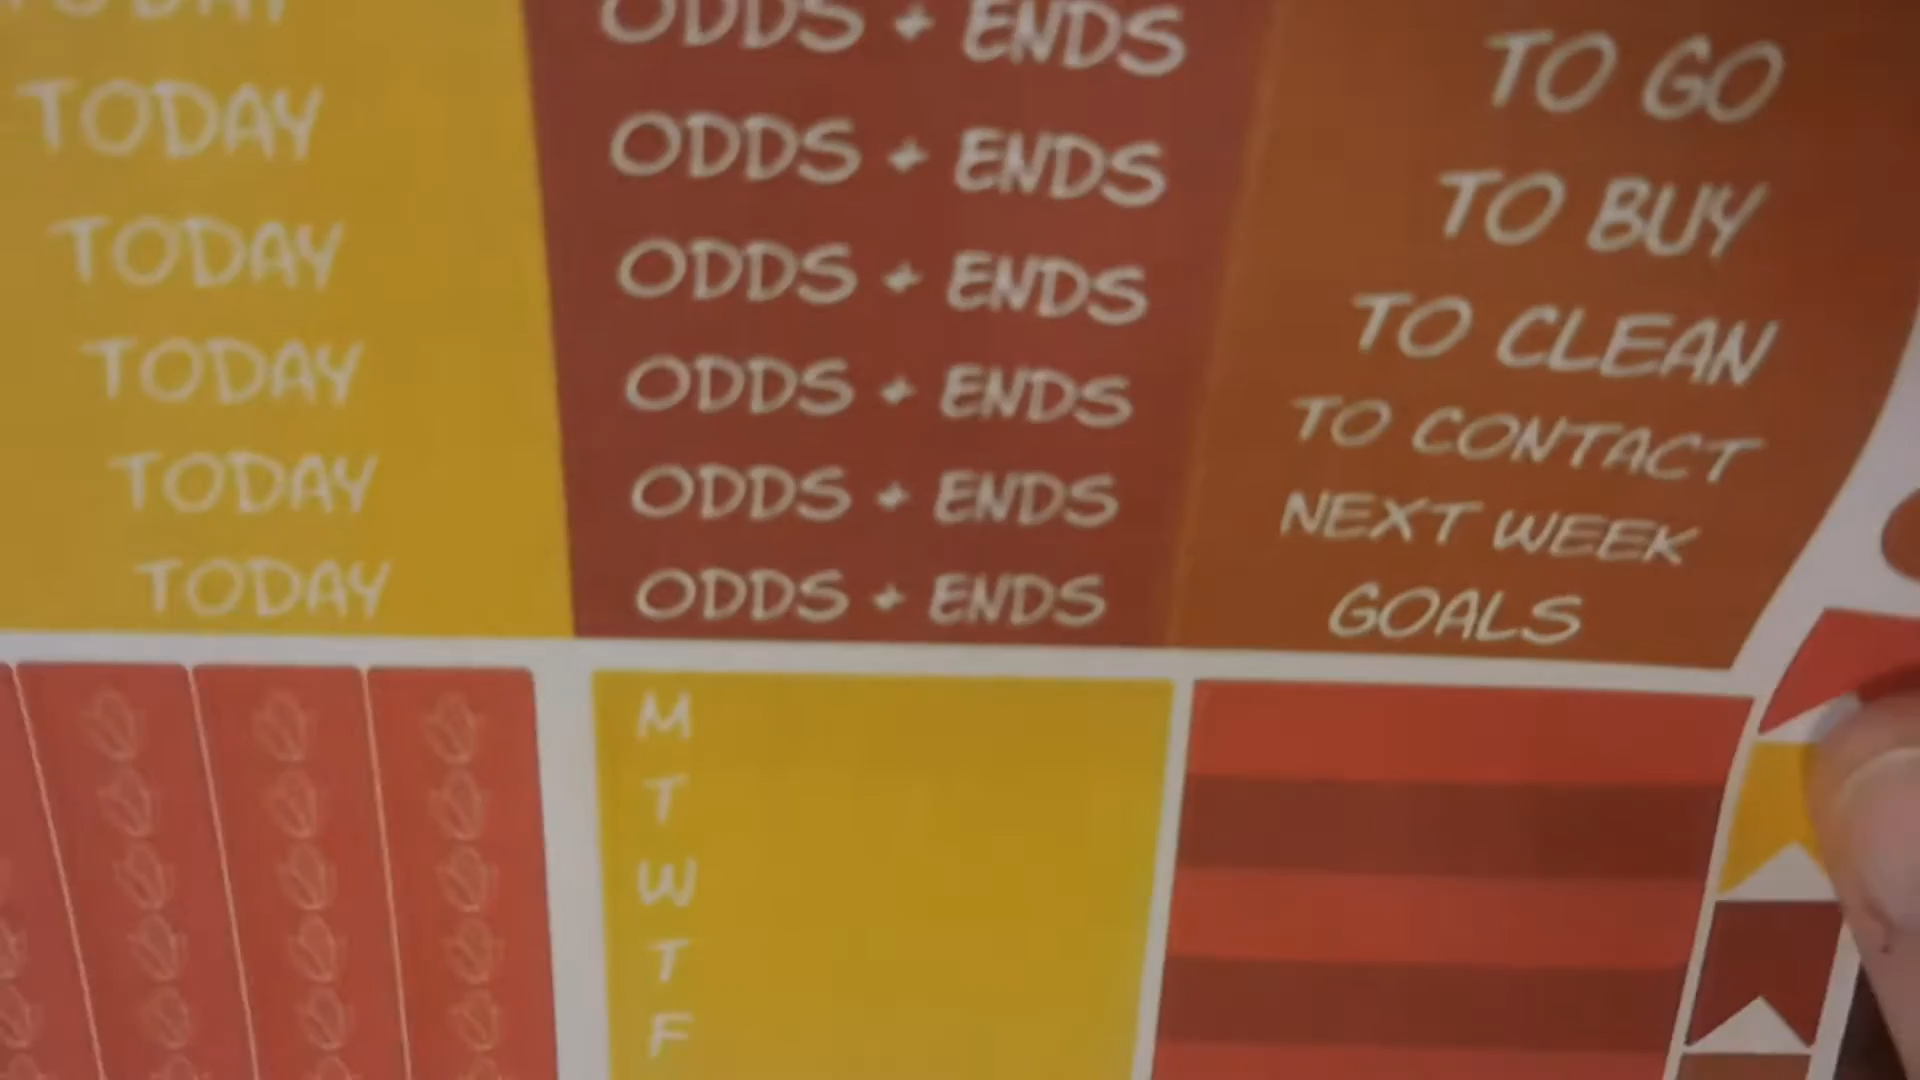 TODAY
TODAY
TODAY
TODAY
TODAY
TODAY
ODDS + ENDS
ODDS + ENDS
ODDS + ENDS
ODDS + ENDS
ODDS + ENDS
ODDS + ENDS
TO GO
TO BUY
TO CLEAN
TO CONTACT
NEXT WEEK
GOALS
M
T
W
T
F